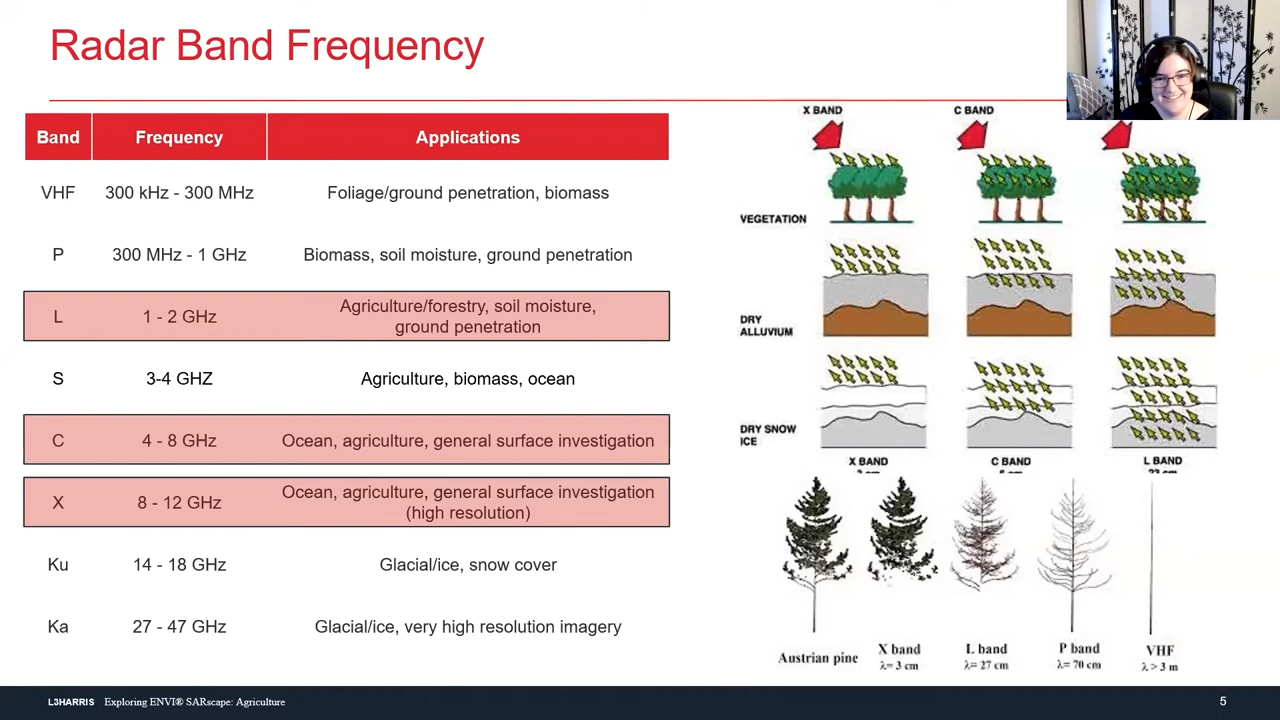 Radar Band Frequency
Band Frequency Applications
VHF 300 kHz - 300 MHz Foliage/ground penetration, biomass
P 300 MHz - 1 GHz Biomass, soil moisture, ground penetration
L 1 - 2 GHz Agriculture/forestry, soil moisture,
ground penetration
S 3-4 GHZ Agriculture, biomass, ocean
C 4 - 8 GHz Ocean, agriculture, general surface investigation
X 8 - 12 GHz Ocean, agriculture, general surface investigation
(high resolution)
Ku 14 - 18 GHz Glacial/ice, snow cover
Ka 27 - 47 GHz Glacial/ice, very high resolution imagery
X BAND C BAND
VEGETATION
DRY
ALLUVIUM
DRY SNOW
ICE
X BAND C BAND L BAND
Austrian pine X band L band P band VHF
λ= 3 cm λ= 27 cm λ= 70 cm λ > 3 m
L3HARRIS Exploring ENVI® SARscape: Agriculture 5